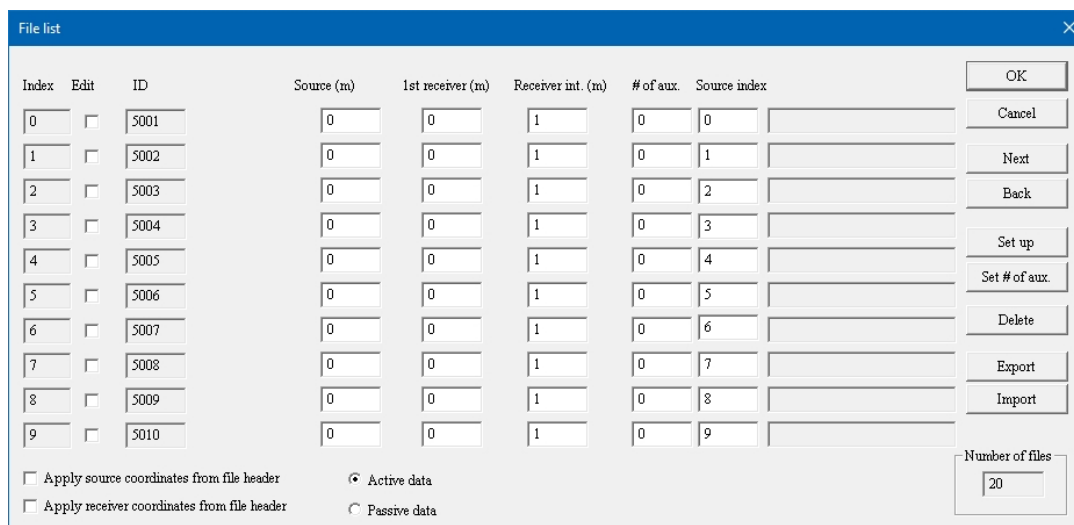 File list
Index Edit ID Source (m) 1st receiver (m) Receiver int. (m) # of aux. Source index
0 5001 0 0 1 0 0
1 5002 0 0 1 0 1
2 5003 0 0 1 0 2
3 5004 0 0 1 0 3
4 5005 0 0 1 0 4
5 5006 0 0 1 0 5
6 5007 0 0 1 0 6
7 5008 0 0 1 0 7
8 5009 0 0 1 0 8
9 5010 0 0 1 0 9
Apply source coordinates from file header
Apply receiver coordinates from file header
Active data
Passive data
OK
Cancel
Next
Back
Set up
Set # of aux.
Delete
Export
Import
Number of files
20